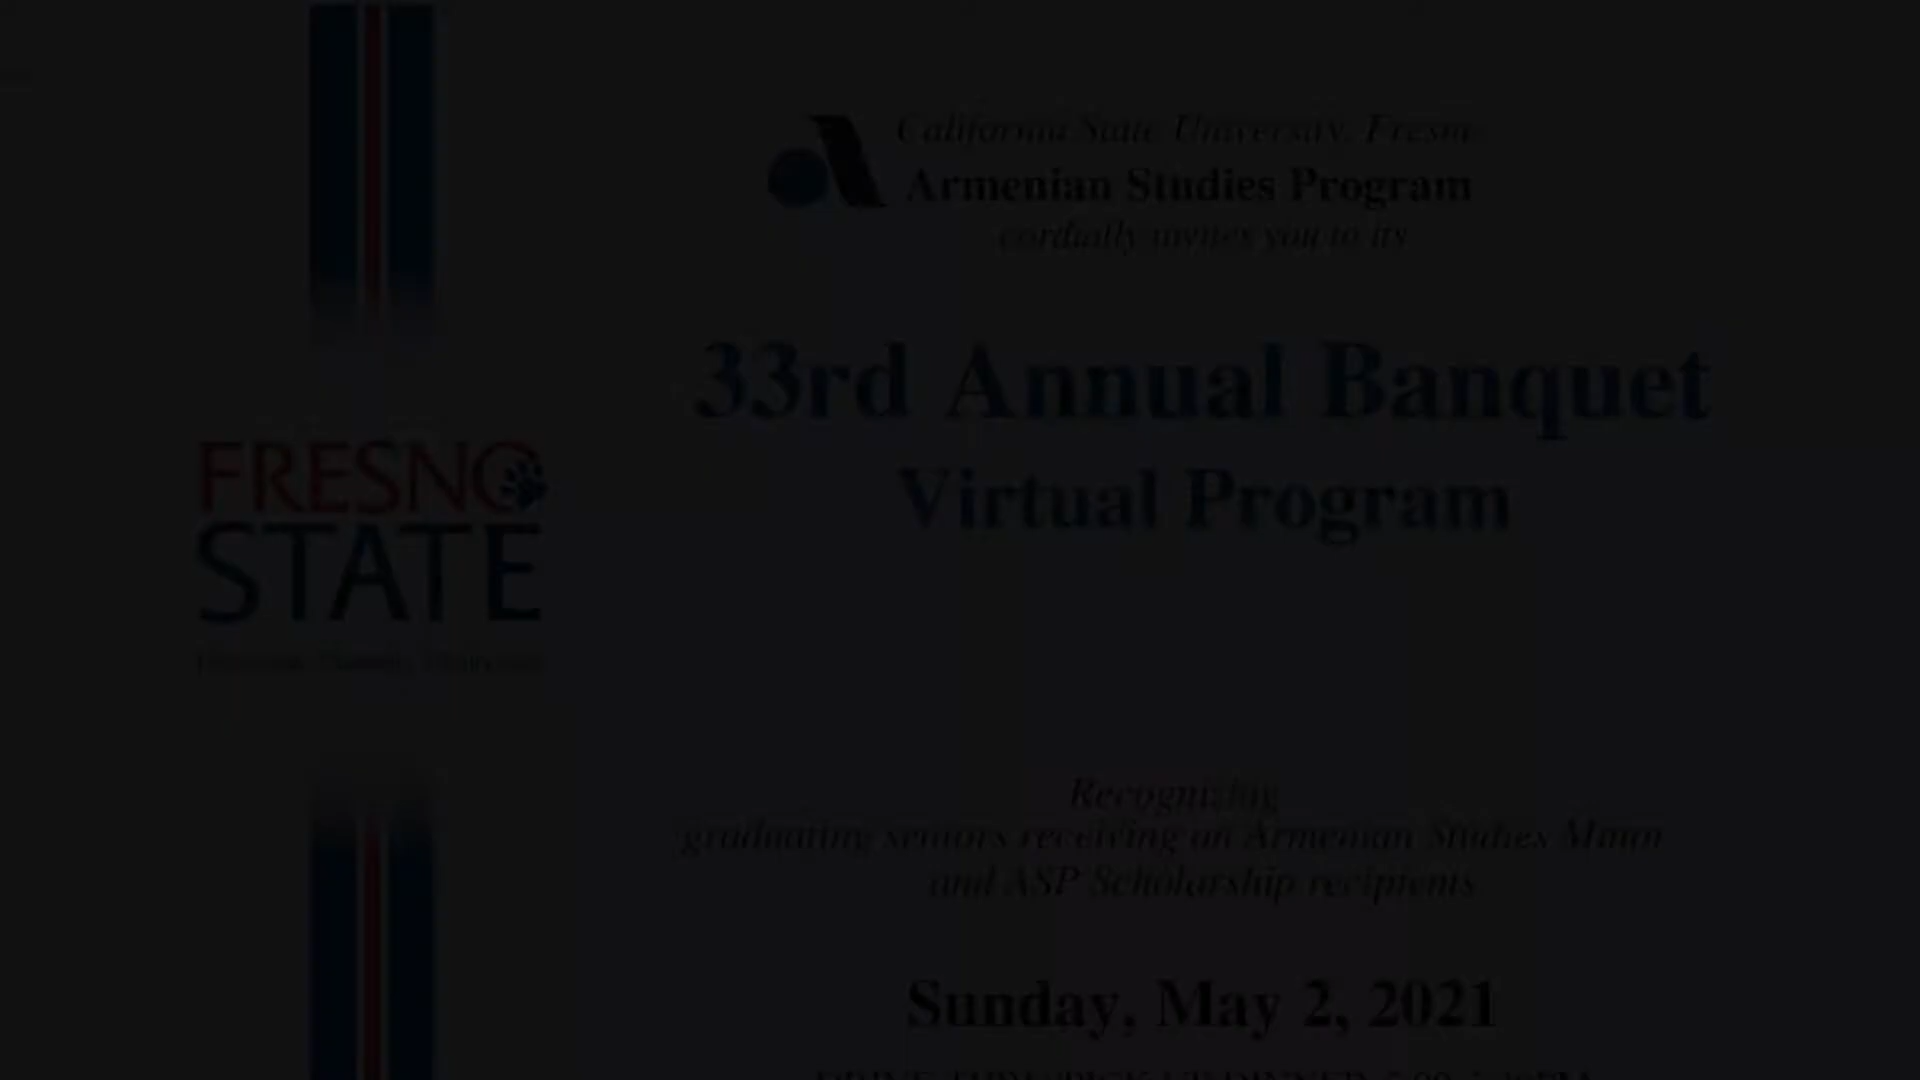 California State University, Fresno
Armenian Studies Program
cordially invites you to its
33rd Annual Banquet
Virtual Program
FRESNO
STATE
Recognizing
graduating seniors receiving an Armenian Studies Minor
and ASP Scholarship recipients
Sunday, May 2, 2021